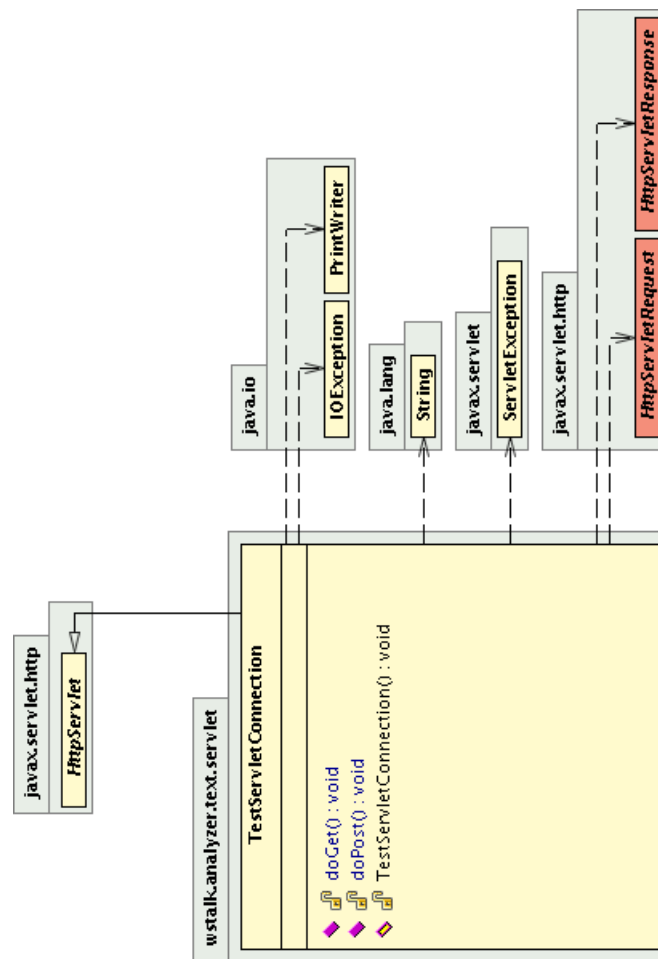 javax.servlet.http
HttpServlet
wstalk.analyzer.text.servlet
TestServletConnection
doGet() : void
doPost() : void
TestServletConnection() : void
java.io
IOException
PrintWriter
java.lang
String
javax.servlet
ServletException
javax.servlet.http
HttpServletRequest
HttpServletResponse